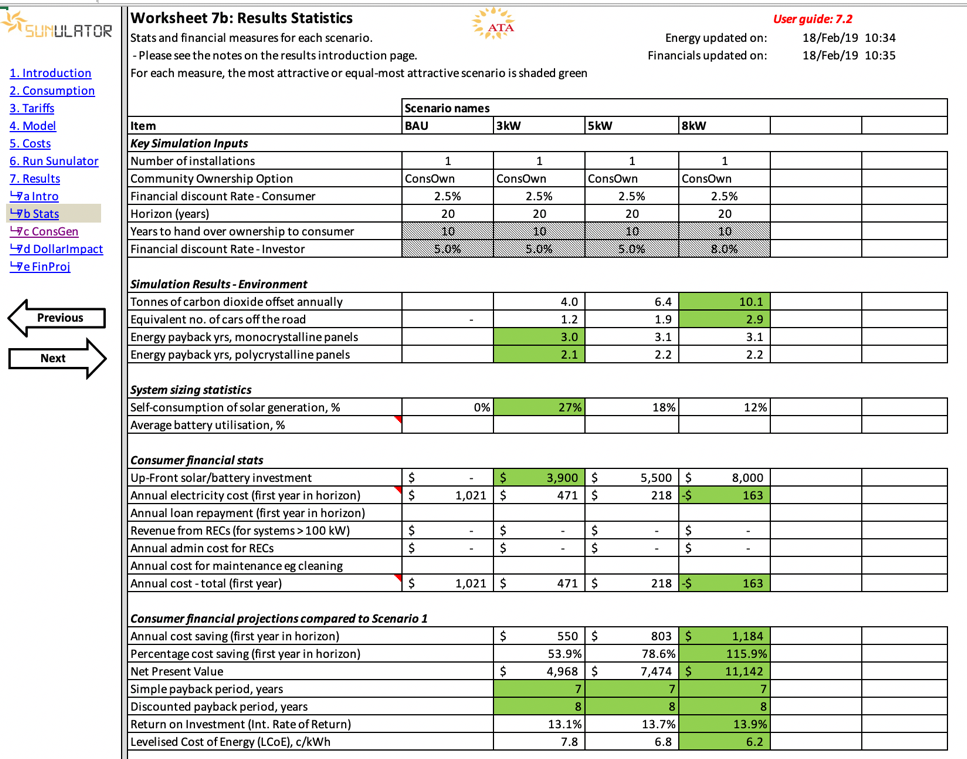 SUNULATOR
Worksheet 7b: Results Statistics
ATA
User guide: 7.2
Stats and financial measures for each scenario.
Energy updated on: 18/Feb/19 10:34
- Please see the notes on the results introduction page.
Financials updated on: 18/Feb/19 10:35
For each measure, the most attractive or equal-most attractive scenario is shaded green
1. Introduction
2. Consumption
3. Tariffs
4. Model
5. Costs
6. Run Sunulator
7. Results
7a Intro
7b Stats
7c ConsGen
7d DollarImpact
7e FinProj
Previous
Next
Scenario names
Item BAU 3kW 5kW 8kW
Key Simulation Inputs
Number of installations 1 1 1 1
Community Ownership Option ConsOwn ConsOwn ConsOwn ConsOwn
Financial discount Rate - Consumer 2.5% 2.5% 2.5% 2.5%
Horizon (years) 20 20 20 20
Years to hand over ownership to consumer 10 10 10 10
Financial discount Rate - Investor 5.0% 5.0% 5.0% 8.0%
Simulation Results - Environment
Tonnes of carbon dioxide offset annually 4.0 6.4 10.1
Equivalent no. of cars off the road - 1.2 1.9 2.9
Energy payback yrs, monocrystalline panels 3.0 3.1 3.1
Energy payback yrs, polycrystalline panels 2.1 2.2 2.2
System sizing statistics
Self-consumption of solar generation, % 0% 27% 18% 12%
Average battery utilisation, %
Consumer financial stats
Up-Front solar/battery investment $ - $ 3,900 $ 5,500 $ 8,000
Annual electricity cost (first year in horizon) $ 1,021 $ 471 $ 218 -$ 163
Annual loan repayment (first year in horizon)
Revenue from RECs (for systems > 100 kW) $ - $ - $ - $ -
Annual admin cost for RECs $ - $ - $ - $ -
Annual cost for maintenance eg cleaning
Annual cost - total (first year) $ 1,021 $ 471 $ 218 -$ 163
Consumer financial projections compared to Scenario 1
Annual cost saving (first year in horizon) $ 550 $ 803 $ 1,184
Percentage cost saving (first year in horizon) 53.9% 78.6% 115.9%
Net Present Value $ 4,968 $ 7,474 $ 11,142
Simple payback period, years 7 7 7
Discounted payback period, years 8 8 8
Return on Investment (Int. Rate of Return) 13.1% 13.7% 13.9%
Levelised Cost of Energy (LCoE), c/kWh 7.8 6.8 6.2